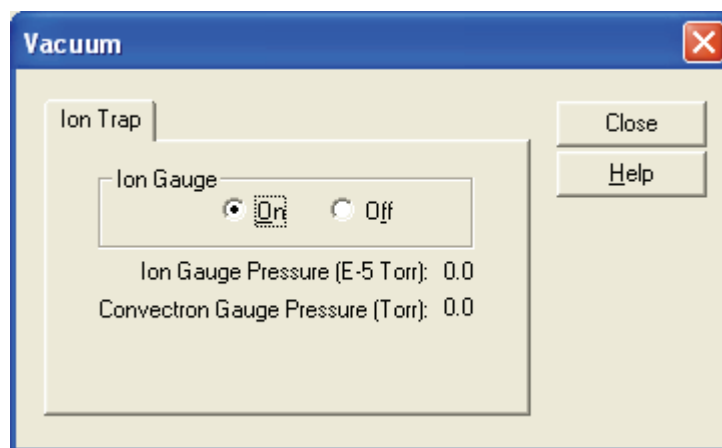 Vacuum
Ion Trap
Close
Help
Ion Gauge
On Off
Ion Gauge Pressure (E-5 Torr): 0.0
Convectron Gauge Pressure (Torr): 0.0